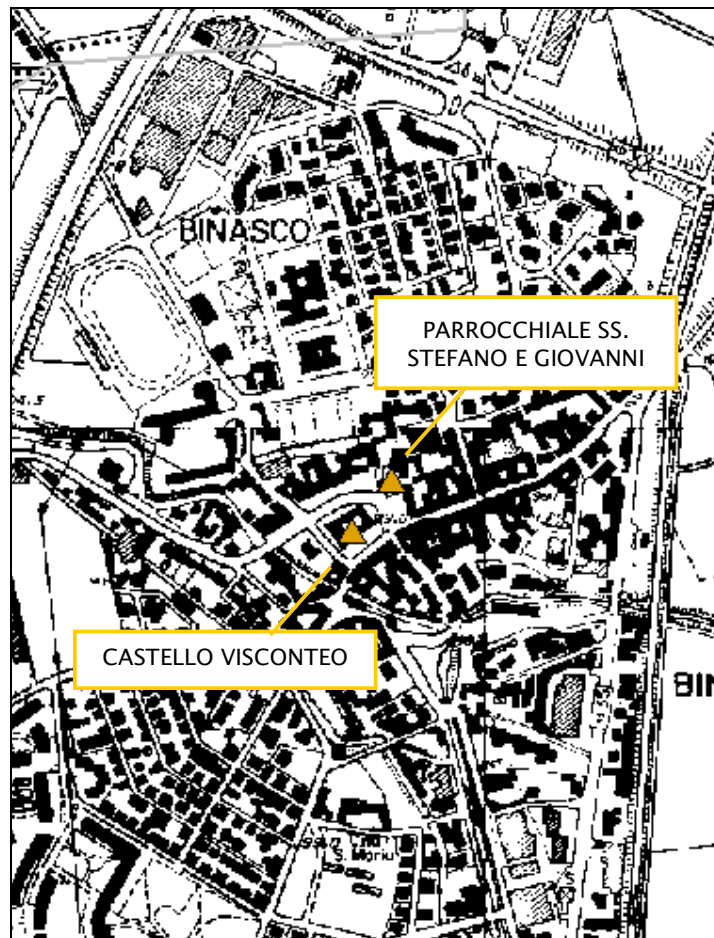 BINASCO
PARROCCHIALE SS.
STEFANO E GIOVANNI
CASTELLO VISCONTEO
BIN